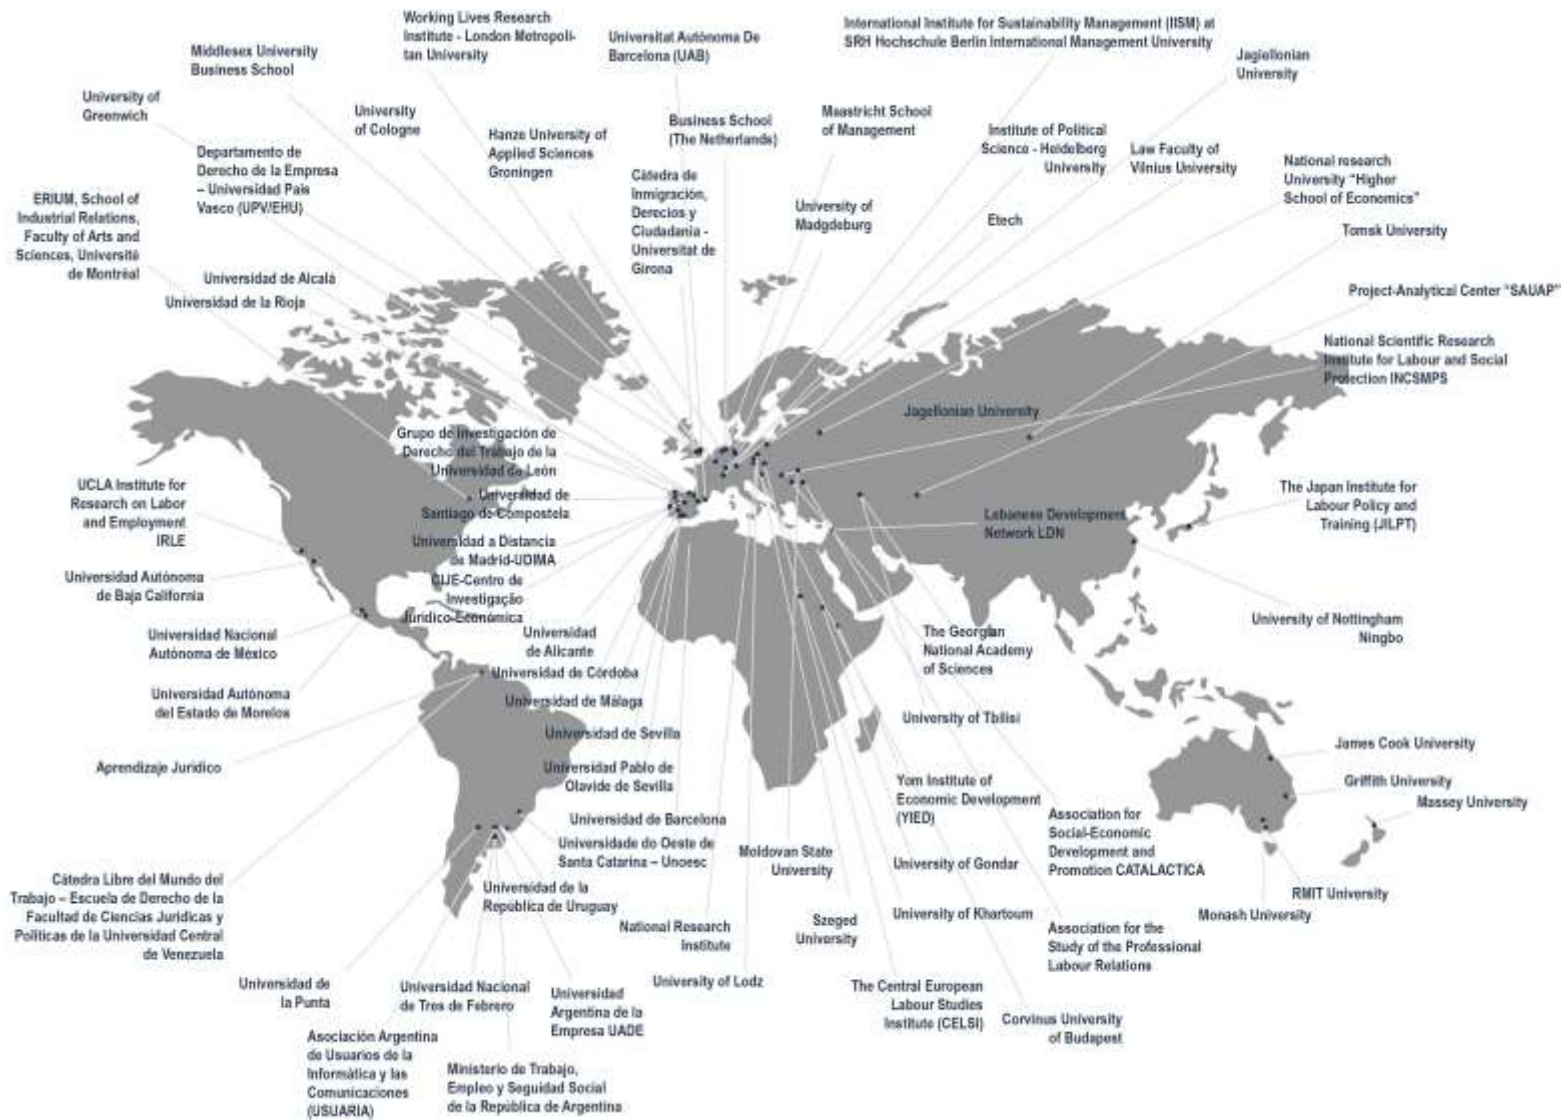 Working Lives Research
Institute - London Metropoli-
tan University
Universitat Autònoma De
Barcelona (UAB)
International Institute for Sustainability Management (IISM) at
SRH Hochschule Berlin International Management University
Middlesex University
Business School
Jagiellonian
University
University of
Greenwich
University
of Cologne
Hanze University of
Applied Sciences
Groningen
Business School
(The Netherlands)
Maastricht School
of Management
Institute of Political
Science - Heidelberg
University
Law Faculty of
Vilnius University
National research
University "Higher
School of Economics"
Departamento de
Derecho de la Empresa
– Universidad Pais
Vasco (UPV/EHU)
Cátedra de
Inmigración,
Derecios y
Ciudadania -
Universitat de
Girona
University of
Madgdeburg
Etech
Tomsk University
ERIUM, School of
Industrial Relations,
Faculty of Arts and
Sciences, Université
de Montréal
Universidad de Alcalá
Universidad de la Rioja
Project-Analytical Center "SAUAP"
National Scientific Research
Institute for Labour and Social
Protection INCSMPS
Jagellonian University
Grupo de Investigación de
Derecho del Trabajo de la
Universidad de León
Universidad de
Santiago de Compostela
UCLA Institute for
Research on Labor
and Employment
IRLE
The Japan Institute for
Labour Policy and
Training (JILPT)
Lebanese Development
Network LDN
Universidad a Distancia
de Madrid-UDIMA
CIJE-Centro de
Investigação
Jurídico-Económica
Universidad Autónoma
de Baja California
University of Nottingham
Ningbo
Universidad Nacional
Autónoma de México
Universidad
de Alicante
The Georgian
National Academy
of Sciences
Universidad de Córdoba
Universidad Autónoma
del Estado de Morelos
Universidad de Málaga
University of Tbilisi
Universidad de Sevilla
James Cook University
Aprendizaje Jurídico
Universidad Pablo de
Olavide de Sevilla
Yom Institute of
Economic Development
(YIED)
Griffith University
Massey University
Universidad de Barcelona
Association for
Social-Economic
Development and
Promotion CATALACTICA
Universidade do Oeste de
Santa Catarina – Unoesc
Moldovan State
University
University of Gondar
Cátedra Libre del Mundo del
Trabajo – Escuela de Derecho de la
Facultad de Ciencias Jurídicas y
Políticas de la Universidad Central
de Venezuela
Universidad de la
República de Uruguay
RMIT University
Monash University
National Research
Institute
Szeged
University
University of Khartoum
Association for the
Study of the Professional
Labour Relations
University of Lodz
Universidad de
la Punta
Universidad Nacional
de Tres de Febrero
Universidad
Argentina de la
Empresa UADE
The Central European
Labour Studies
Institute (CELSI)
Corvinus University
of Budapest
Asociación Argentina
de Usuarios de la
Informática y las
Comunicaciones
(USUARIA)
Ministerio de Trabajo,
Empleo y Seguidad Social
de la República de Argentina